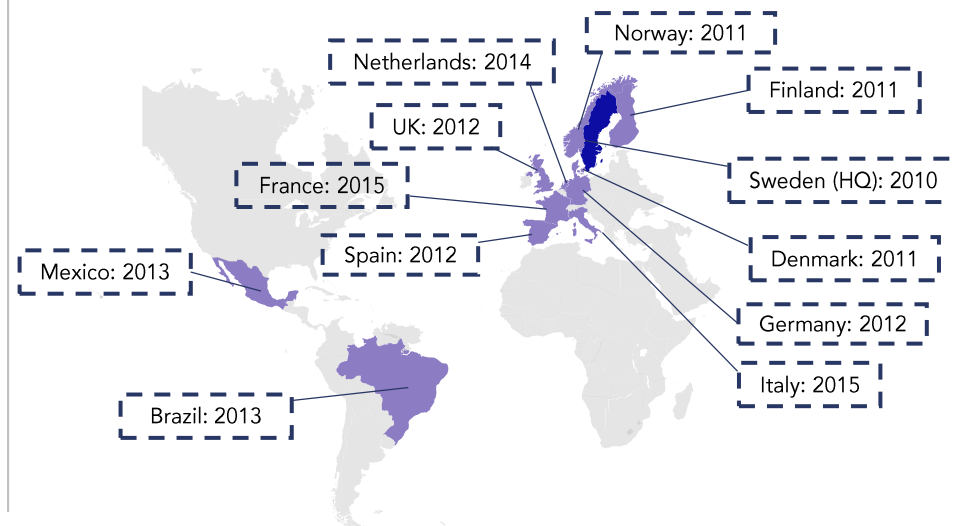 Norway: 2011
Netherlands: 2014
Finland: 2011
UK: 2012
France: 2015
Sweden (HQ): 2010
Spain: 2012
Denmark: 2011
Mexico: 2013
Germany: 2012
Italy: 2015
Brazil: 2013